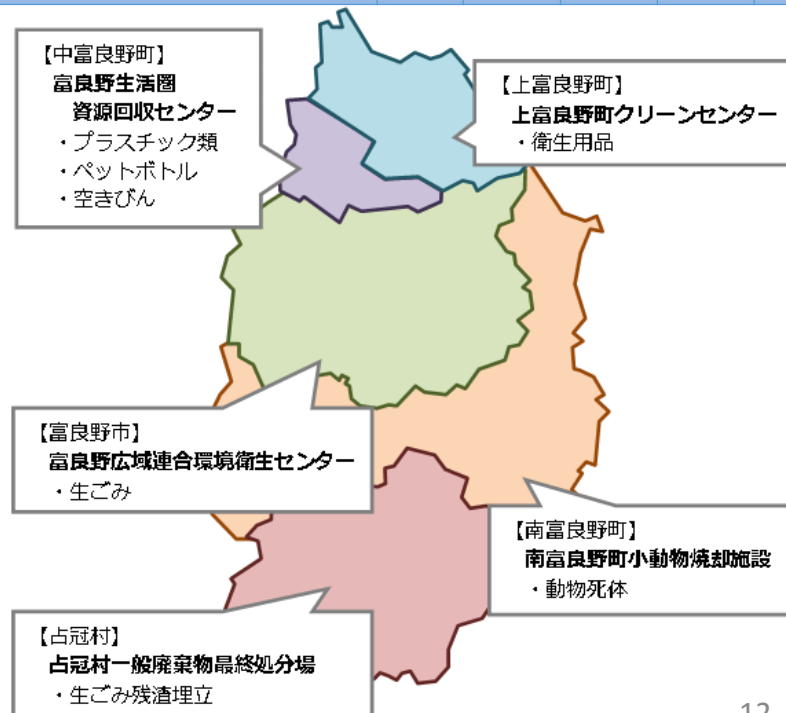 【中富良野町】
富良野生活圏
資源回収センター
・プラスチック類
・ペットボトル
・空きびん
【上富良野町】
上富良野町クリーンセンター
・衛生用品
【富良野市】
富良野広域連合環境衛生センター
・生ごみ
【南富良野町】
南富良野町小動物焼却施設
・動物死体
【占冠村】
占冠村一般廃棄物最終処分場
・生ごみ残渣埋立
12